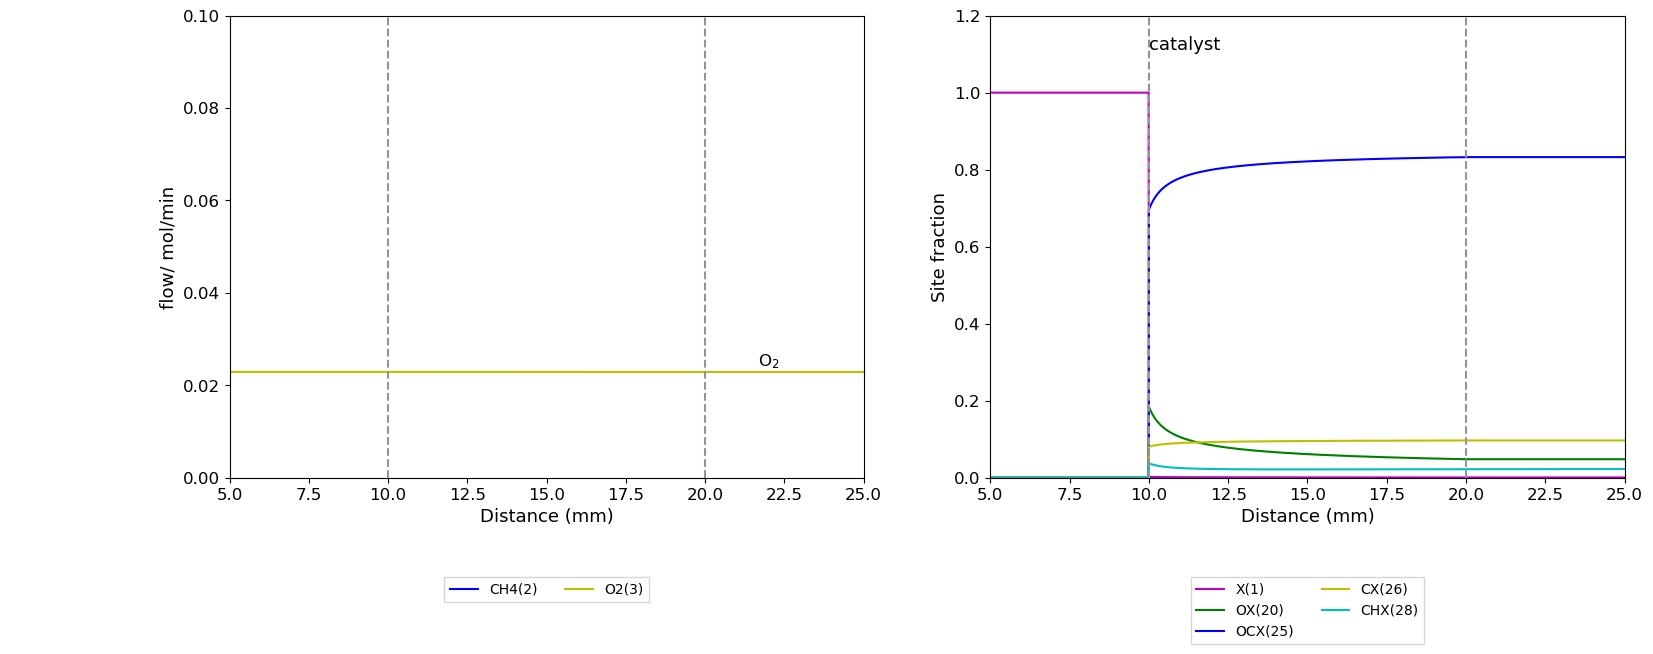 0.10
0.08
0.06
0.04
0.02
0.00
flow/ mol/min
O₂
5.0 7.5 10.0 12.5 15.0 17.5 20.0 22.5 25.0
Distance (mm)
CH4(2) O2(3)
1.2
1.0
0.8
0.6
0.4
0.2
0.0
Site fraction
catalyst
5.0 7.5 10.0 12.5 15.0 17.5 20.0 22.5 25.0
Distance (mm)
X(1) CX(26)
OX(20) CHX(28)
OCX(25)